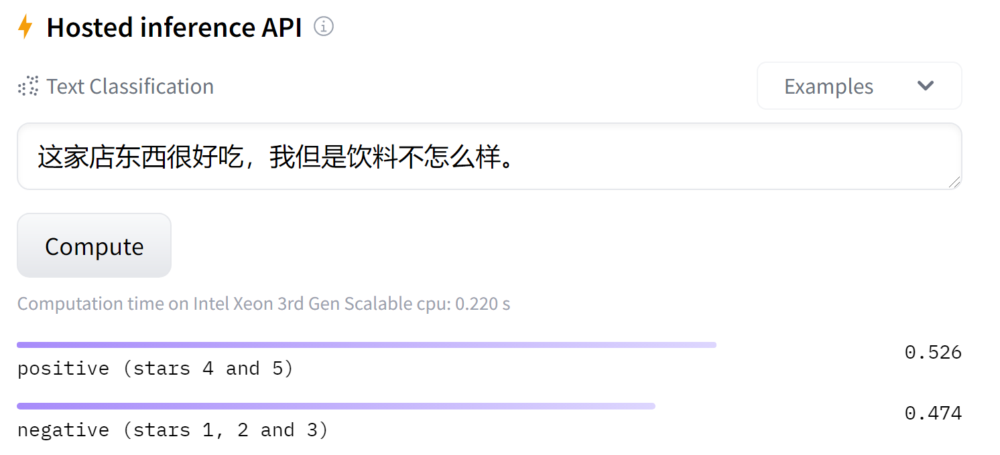 Hosted inference API
Text Classification
Examples
这家店东西很好吃，我但是饮料不怎么样。
Compute
Computation time on Intel Xeon 3rd Gen Scalable cpu: 0.220 s
0.526
positive (stars 4 and 5)
0.474
negative (stars 1, 2 and 3)